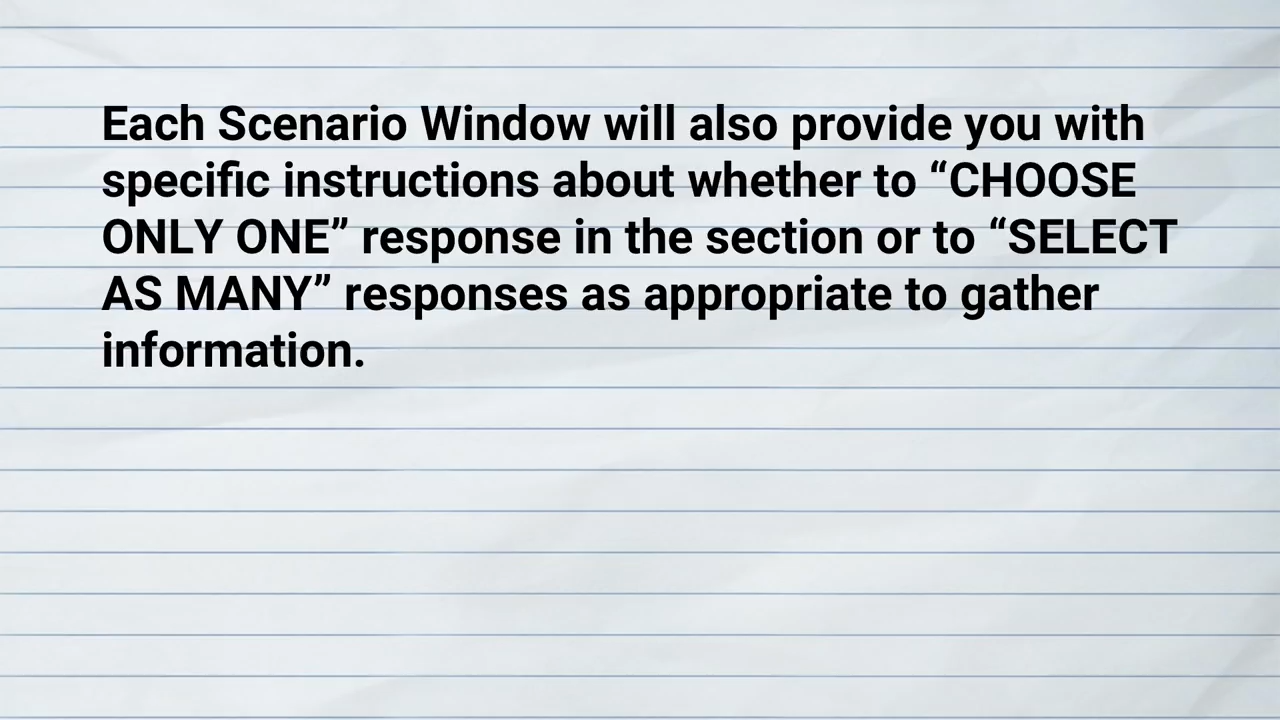 Each Scenario Window will also provide you with
specific instructions about whether to “CHOOSE
ONLY ONE” response in the section or to “SELECT
AS MANY” responses as appropriate to gather
information.